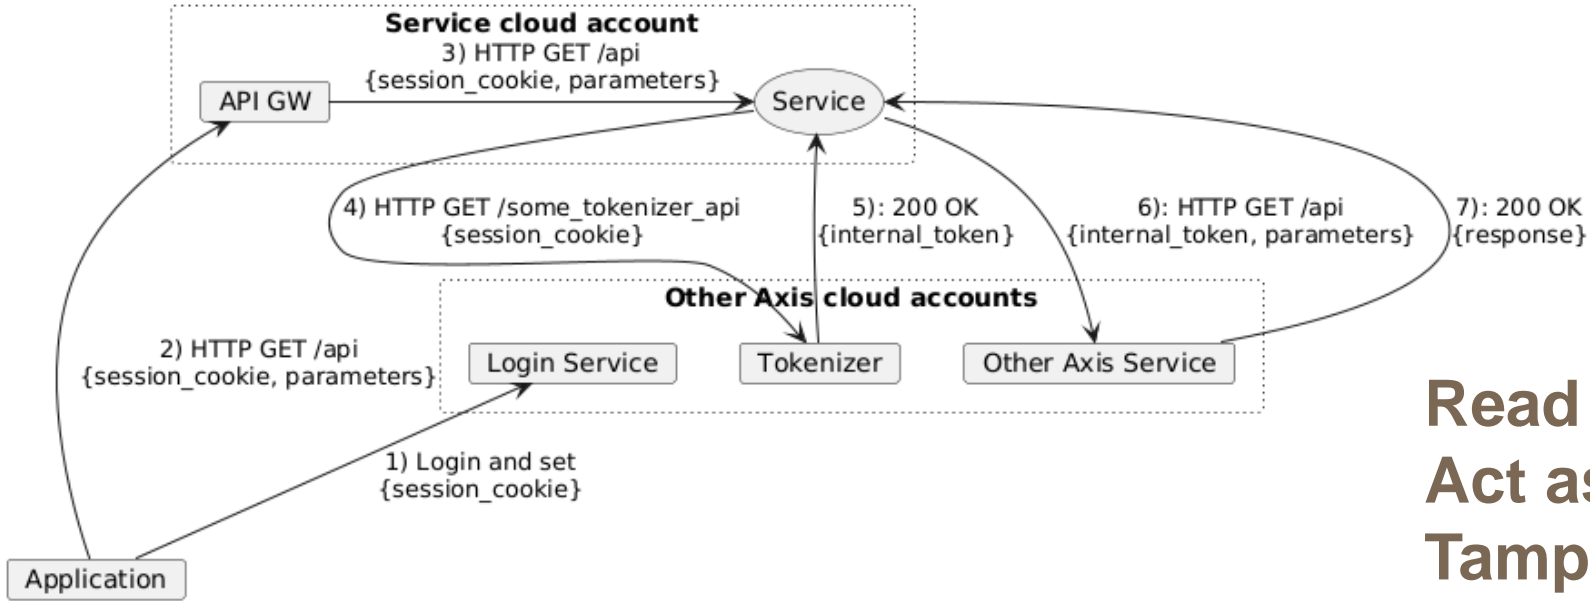 Service cloud account
3) HTTP GET /api
{session_cookie, parameters}
API GW
Service
4) HTTP GET /some_tokenizer_api
{session_cookie}
5): 200 OK
{internal_token}
6): HTTP GET /api
{internal_token, parameters}
7): 200 OK
{response}
Other Axis cloud accounts
2) HTTP GET /api
{session_cookie, parameters}
Login Service
Tokenizer
Other Axis Service
1) Login and set
{session_cookie}
Application
Read
Act as
Tamp